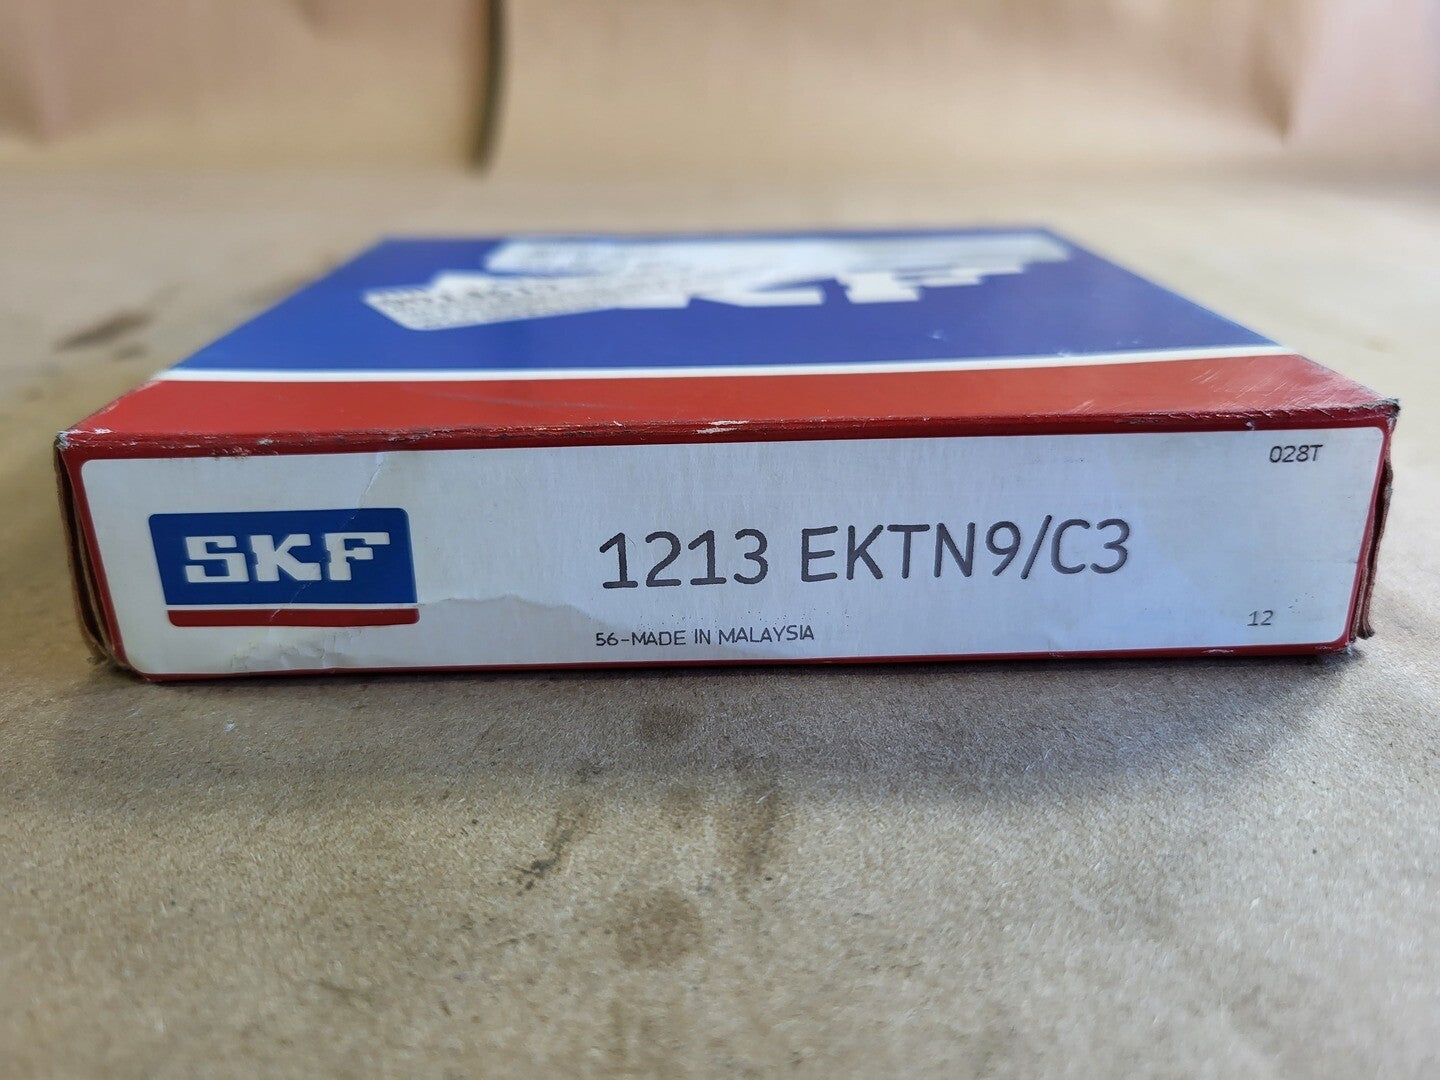 028T
SKF
1213 EKTN9/C3
12
56-MADE IN MALAYSIA